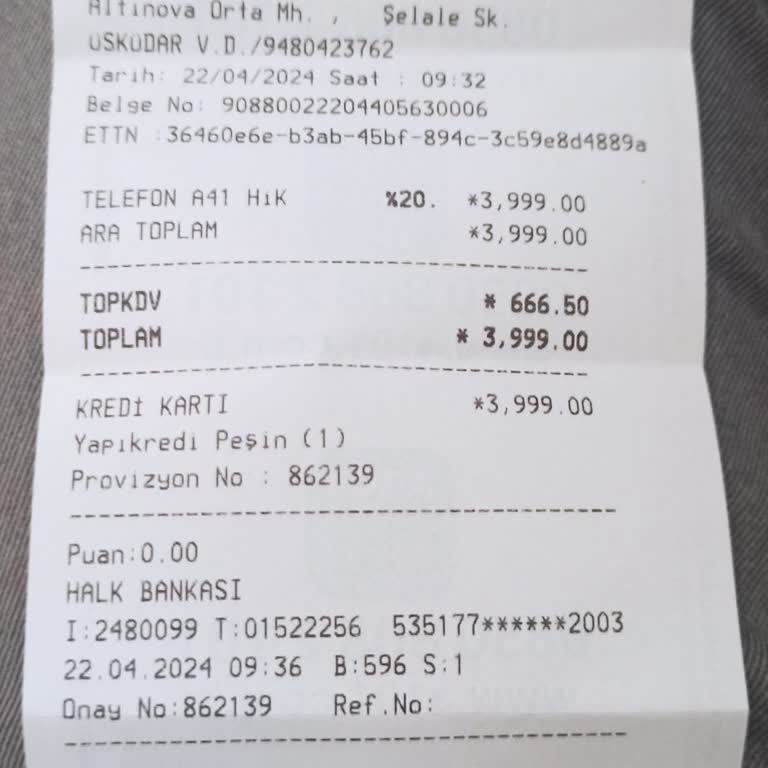 Altinova Orta Mh. , Şelale Sk.
USKUDAR V.D./9480423762
Tarih: 22/04/2024 Saat : 09:32
Belge No: 90880022204405630006
ETTN :36460e6e-b3ab-45bf-894c-3c59e8d4889a
TELEFON A41 HiK %20. *3,999.00
ARA TOPLAM *3,999.00
TOPKDV * 666.50
TOPLAM * 3,999.00
KREDİ KARTI *3,999.00
Yapıkredi Peşin (1)
Provizyon No : 862139
Puan:0.00
HALK BANKASI
I:2480099 T:01522256 535177******2003
22.04.2024 09:36 B:596 S:1
Onay No:862139 Ref.No: